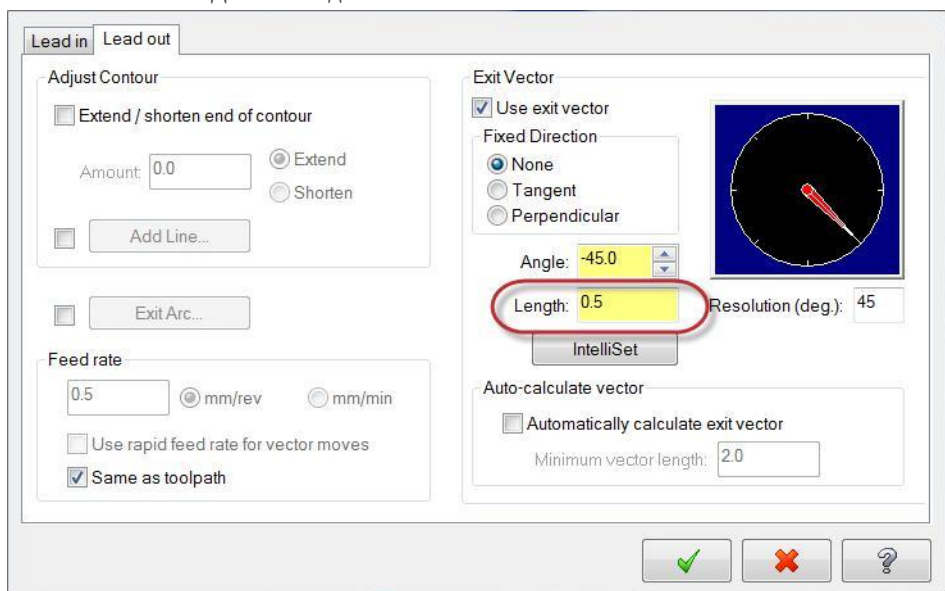 Lead in Lead out
Adjust Contour
Extend / shorten end of contour
Amount: 0.0
Extend
Shorten
Add Line...
Exit Arc...
Feed rate
0.5 mm/rev mm/min
Use rapid feed rate for vector moves
Same as toolpath
Exit Vector
Use exit vector
Fixed Direction
None
Tangent
Perpendicular
Angle: -45.0
Length: 0.5
Resolution (deg.): 45
IntelliSet
Auto-calculate vector
Automatically calculate exit vector
Minimum vector length: 2.0